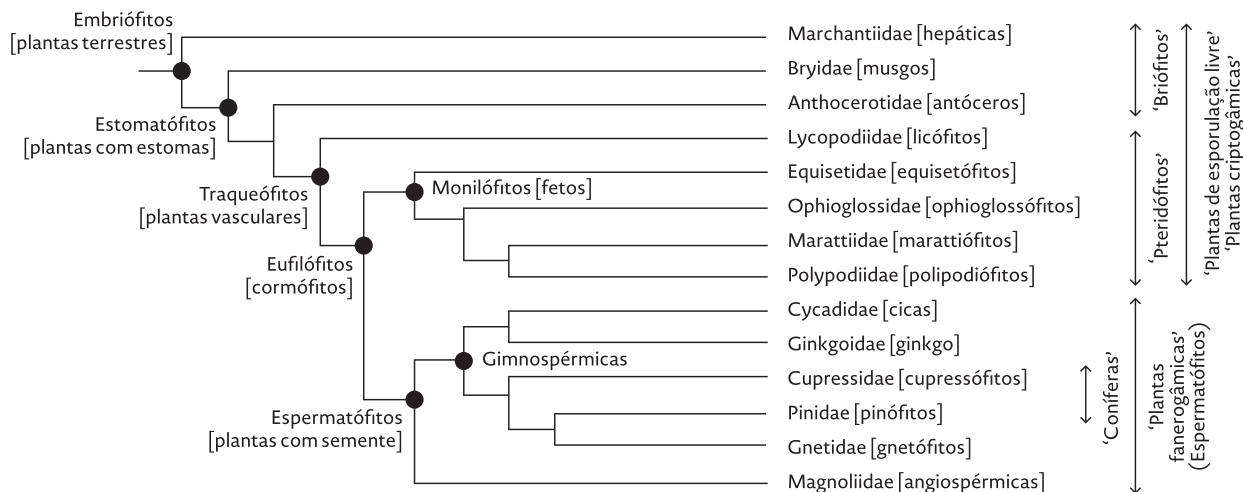 Embriófitos
[plantas terrestres]
Estomatófitos
[plantas com estomas]
Traqueófitos
[plantas vasculares]
Eufilófitos
[cormófitos]
Monilófitos [fetos]
Gimnospérmicas
Espermatófitos
[plantas com semente]
Marchantiidae [hepáticas]
Bryidae [musgos]
Anthocerotidae [antóceros]
Lycopodiidae [licófitos]
Equisetidae [equisetófitos]
Ophioglossidae [ophioglossófitos]
Marattiidae [marattiófitos]
Polypodiidae [polipodiófitos]
Cycadidae [cicas]
Ginkgoidae [ginkgo]
Cupressidae [cupressófitos]
Pinidae [pinófitos]
Gnetidae [gnetófitos]
Magnoliidae [angiospérmicas]
‘Briófitos’
‘Pteridófitos’
‘Plantas de esporulação livre’
‘Plantas criptogâmicas’
‘Coníferas’
‘Plantas
fanerogâmicas’
(Espermatófitos)